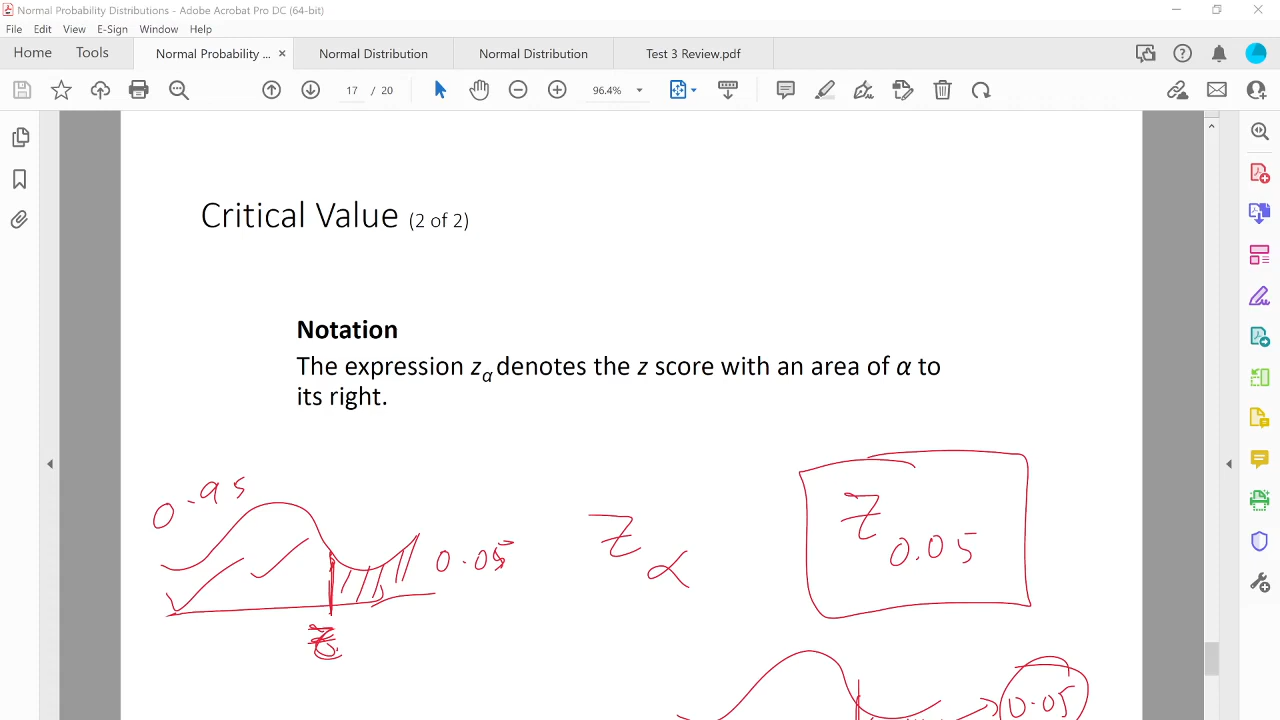 Normal Probability Distributions - Adobe Acrobat Pro DC (64-bit)
File Edit View E-Sign Window Help
Home Tools Normal Probability ... × Normal Distribution Normal Distribution Test 3 Review.pdf
17 / 20 96.4%
Critical Value (2 of 2)
Notation
The expression zα denotes the z score with an area of α to
its right.
0.95
0.05
z
zα
z0.05
0.05